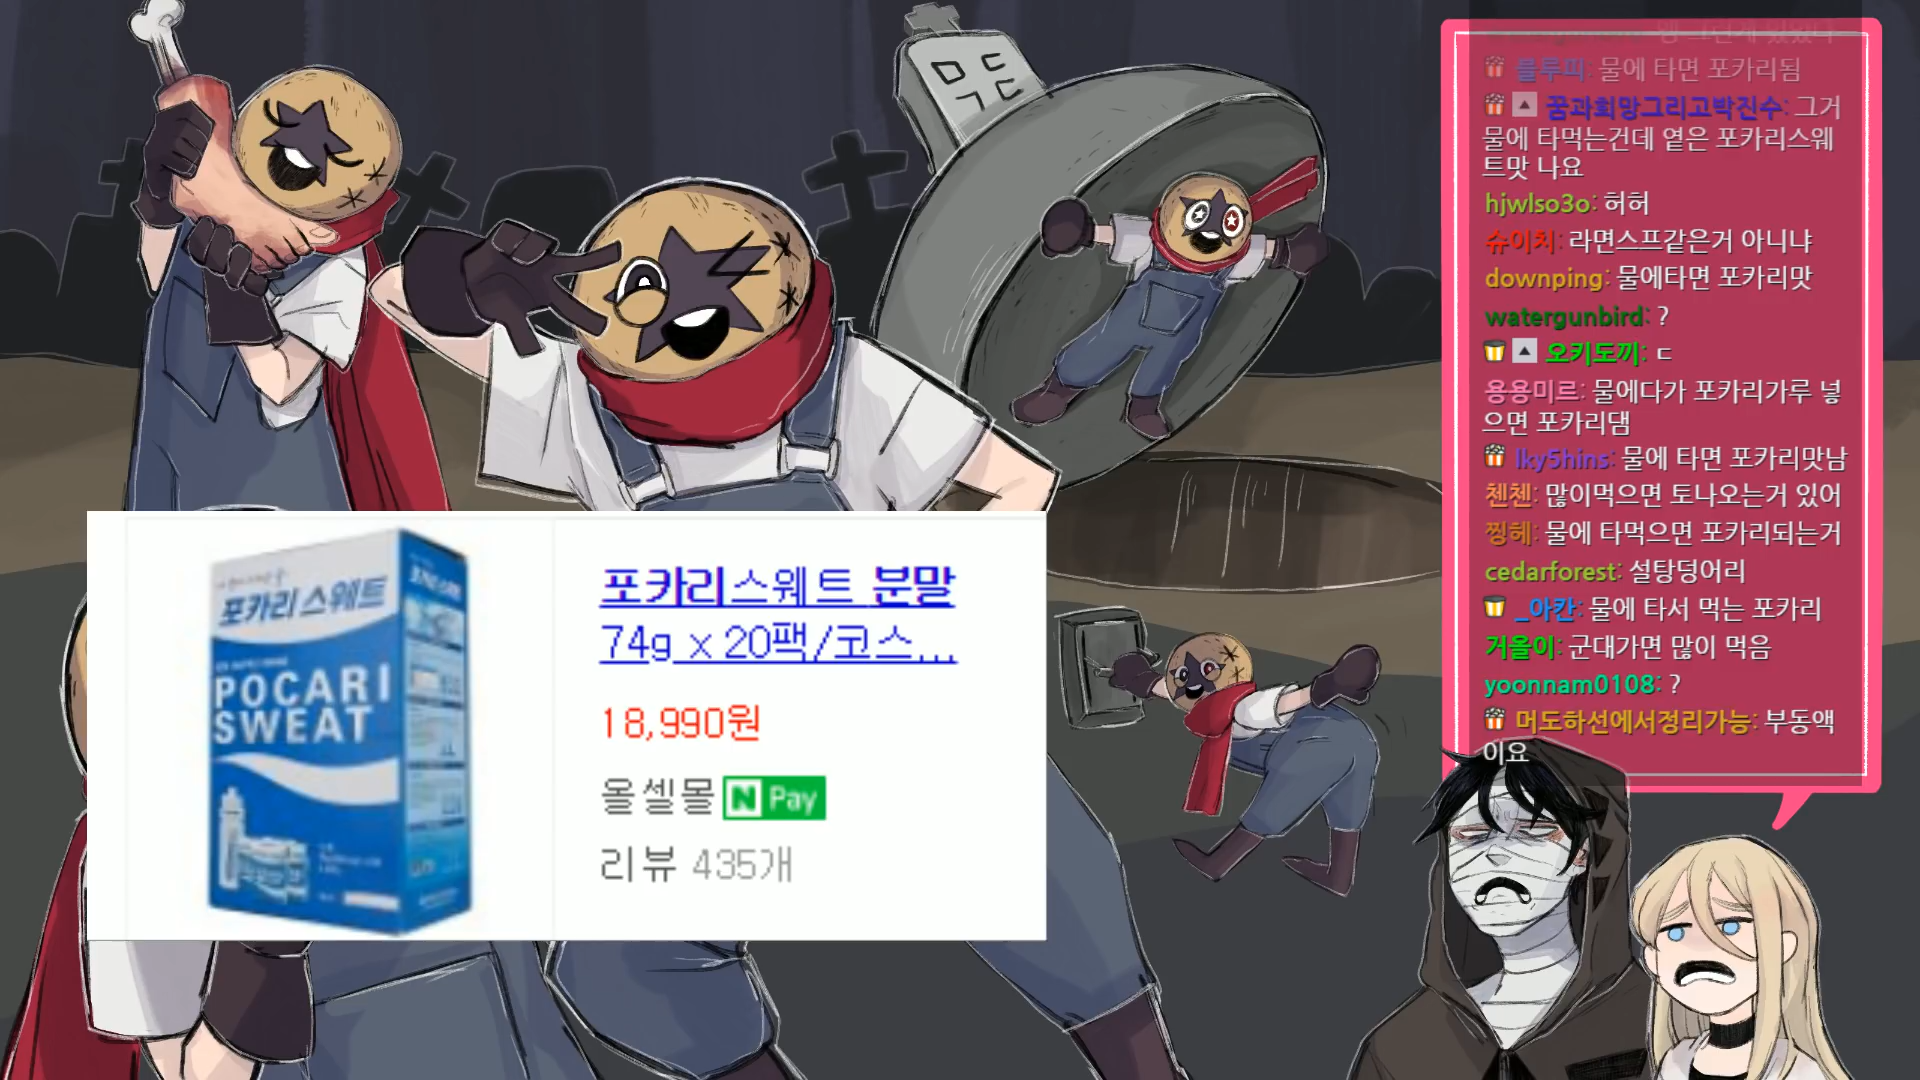 묵듬
블루피: 물에 타면 포카리됨
꿈과희망그리고박진수: 그거
물에 타먹는건데 옅은 포카리스웨
트맛 나요
hjwlso3o: 허허
슈이치: 라면스프같은거 아니냐
downping: 물에타면 포카리맛
watergunbird: ?
오키도끼: ㄷ
용용미르: 물에다가 포카리가루 넣
으면 포카리댐
lky5hins: 물에 타면 포카리맛남
첸첸: 많이먹으면 토나오는거 있어
찡헤: 물에 타먹으면 포카리되는거
cedarforest: 설탕덩어리
_아칸: 물에 타서 먹는 포카리
거울이: 군대가면 많이 먹음
yoonnam0108: ?
머도하선에서정리가능: 부동액
이요
포카리스웨트
POCARI
SWEAT
포카리스웨트 분말
74g x 20팩/코스...
18,990원
올셀몰 N Pay
리뷰 435개